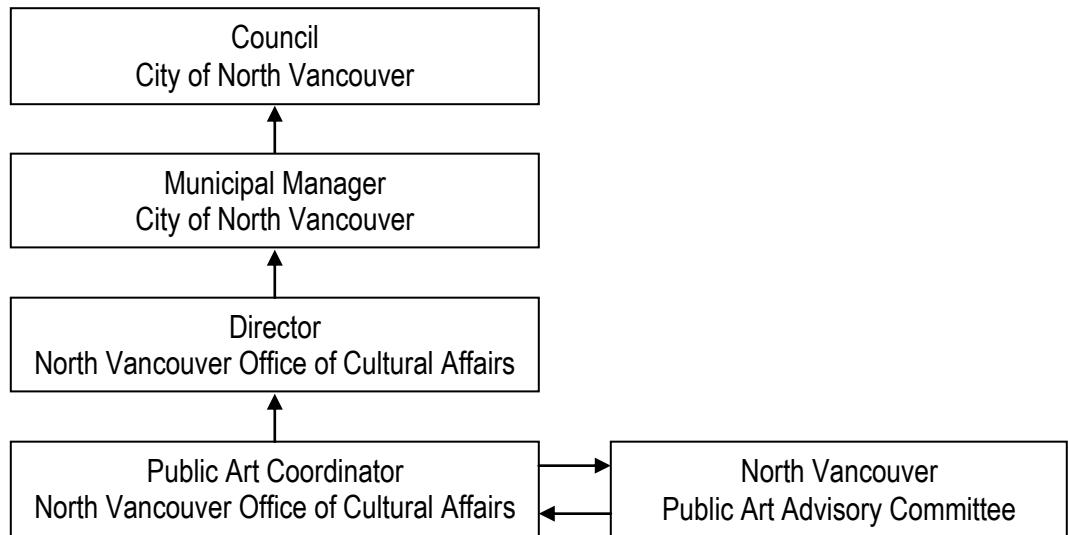 Council
City of North Vancouver
Municipal Manager
City of North Vancouver
Director
North Vancouver Office of Cultural Affairs
Public Art Coordinator
North Vancouver Office of Cultural Affairs
North Vancouver
Public Art Advisory Committee